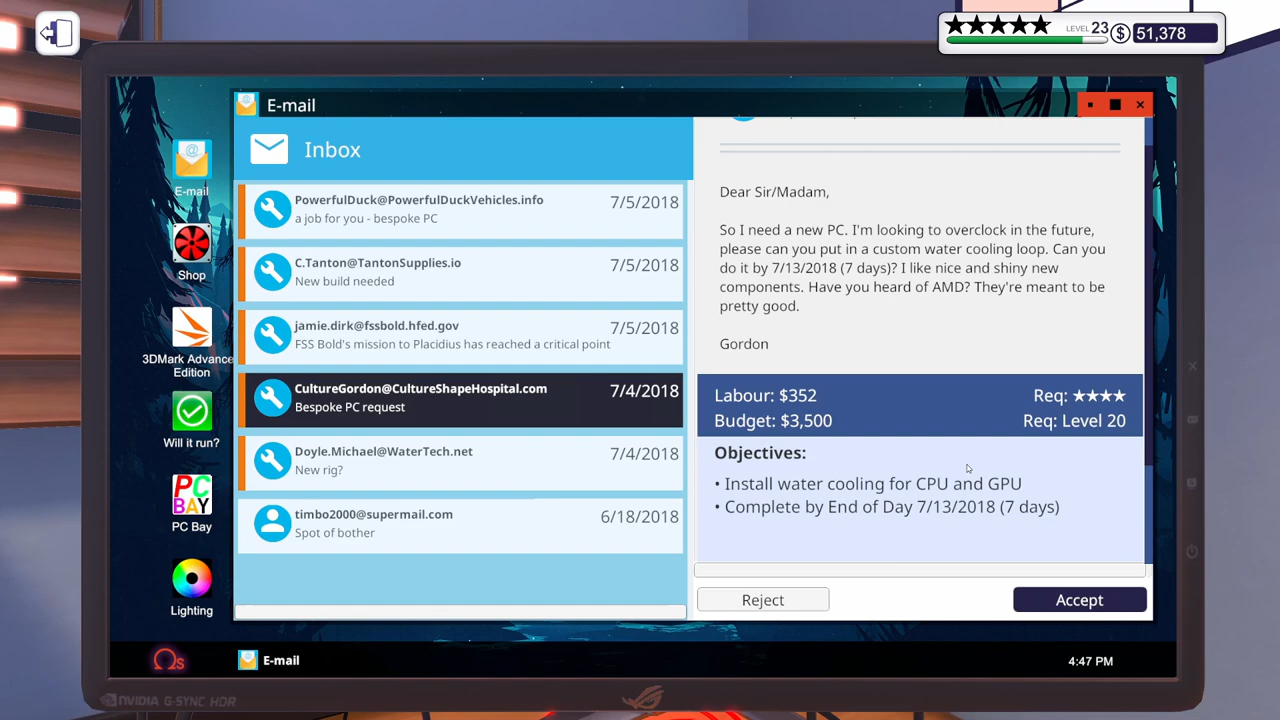 ★★★★★ LEVEL 23 $ 51,378
E-mail
Inbox
PowerfulDuck@PowerfulDuckVehicles.info 7/5/2018
a job for you - bespoke PC
C.Tanton@TantonSupplies.io 7/5/2018
New build needed
jamie.dirk@fssbold.hfed.gov 7/5/2018
FSS Bold's mission to Placidius has reached a critical point
CultureGordon@CultureShapeHospital.com 7/4/2018
Bespoke PC request
Doyle.Michael@WaterTech.net 7/4/2018
New rig?
timbo2000@supermail.com 6/18/2018
Spot of bother
E-mail
Shop
3DMark Advance
Edition
Will it run?
PC
BAY
PC Bay
Lighting
Dear Sir/Madam,
So I need a new PC. I'm looking to overclock in the future,
please can you put in a custom water cooling loop. Can you
do it by 7/13/2018 (7 days)? I like nice and shiny new
components. Have you heard of AMD? They're meant to be
pretty good.
Gordon
Labour: $352 Req: ★★★★
Budget: $3,500 Req: Level 20
Objectives:
• Install water cooling for CPU and GPU
• Complete by End of Day 7/13/2018 (7 days)
Reject Accept
Ωs E-mail 4:47 PM
NVIDIA G-SYNC HDR